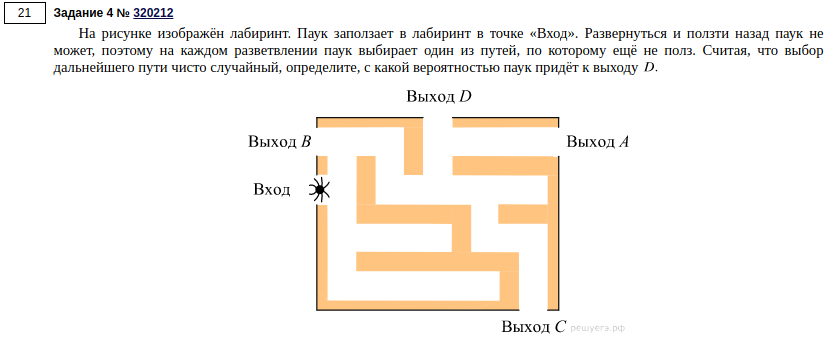 21
Задание 4 № 320212
На рисунке изображён лабиринт. Паук заползает в лабиринт в точке «Вход». Развернуться и ползти назад паук не
может, поэтому на каждом разветвлении паук выбирает один из путей, по которому ещё не полз. Считая, что выбор
дальнейшего пути чисто случайный, определите, с какой вероятностью паук придёт к выходу D.
Выход D
Выход B
Выход A
Вход
Выход C
решуегэ.рф